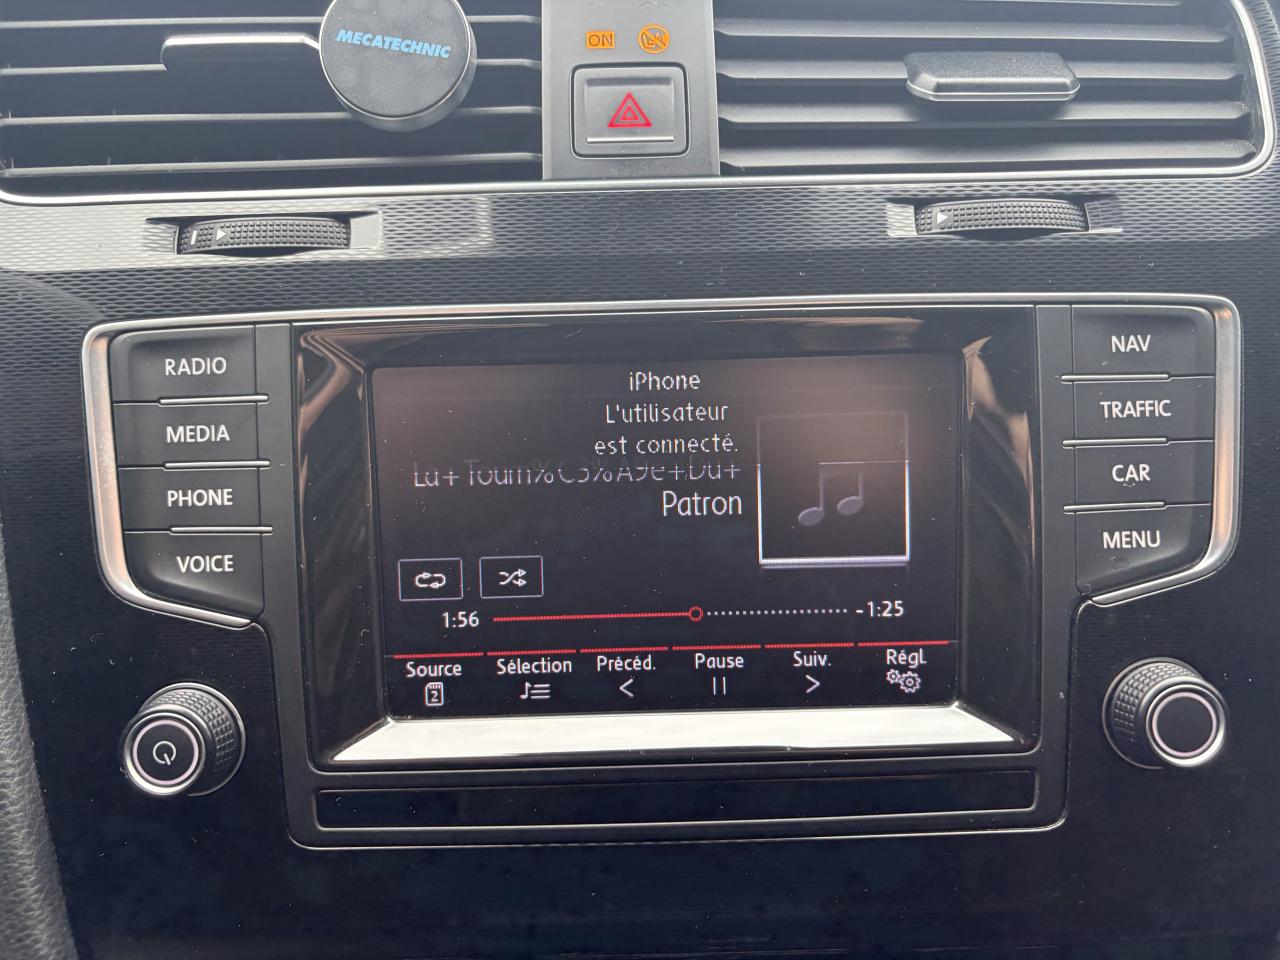 MECATECHNIC
ON
RADIO
MEDIA
PHONE
VOICE
iPhone
L'utilisateur
est connecté.
La+Tourn%C3%A9e+Du+
Patron
1:56
-1:25
Source
2
Sélection
Précéd.
Pause
Suiv.
Régl.
NAV
TRAFFIC
CAR
MENU